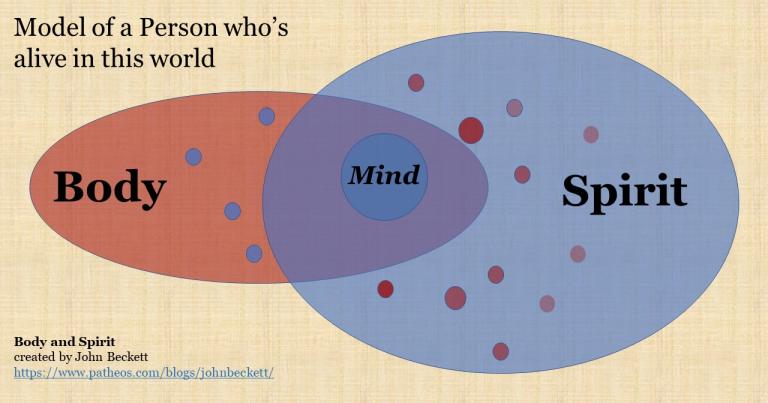 Model of a Person who's
alive in this world
Body
Mind
Spirit
Body and Spirit
created by John Beckett
https://www.patheos.com/blogs/johnbeckett/